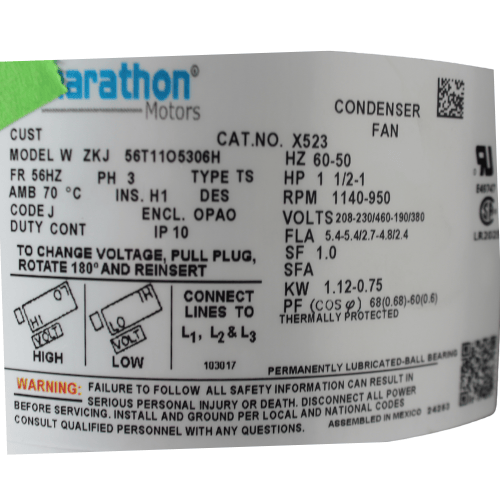 arathon®
Motors
CONDENSER
FAN
CUST
CAT.NO. X523
MODEL W ZKJ 56T11O5306H
HZ 60-50
FR 56HZ PH 3 TYPE TS
HP 1 1/2-1
AMB 70 °C INS. H1 DES
RPM 1140-950
CODE J ENCL. OPAO
VOLTS 208-230/460-190/380
DUTY CONT IP 10
FLA 5.4-5.4/2.7-4.8/2.4
SF 1.0
SFA
KW 1.12-0.75
PF (COS φ) 68(0.68)-60(0.6)
THERMALLY PROTECTED
TO CHANGE VOLTAGE, PULL PLUG,
ROTATE 180° AND REINSERT
HI
VOLT
HIGH
LO
HI
VOLT
LOW
CONNECT
LINES TO
L1, L2 & L3
103017
PERMANENTLY LUBRICATED-BALL BEARING
WARNING: FAILURE TO FOLLOW ALL SAFETY INFORMATION CAN RESULT IN
SERIOUS PERSONAL INJURY OR DEATH. DISCONNECT ALL POWER
BEFORE SERVICING. INSTALL AND GROUND PER LOCAL AND NATIONAL CODES
CONSULT QUALIFIED PERSONNEL WITH ANY QUESTIONS.
ASSEMBLED IN MEXICO